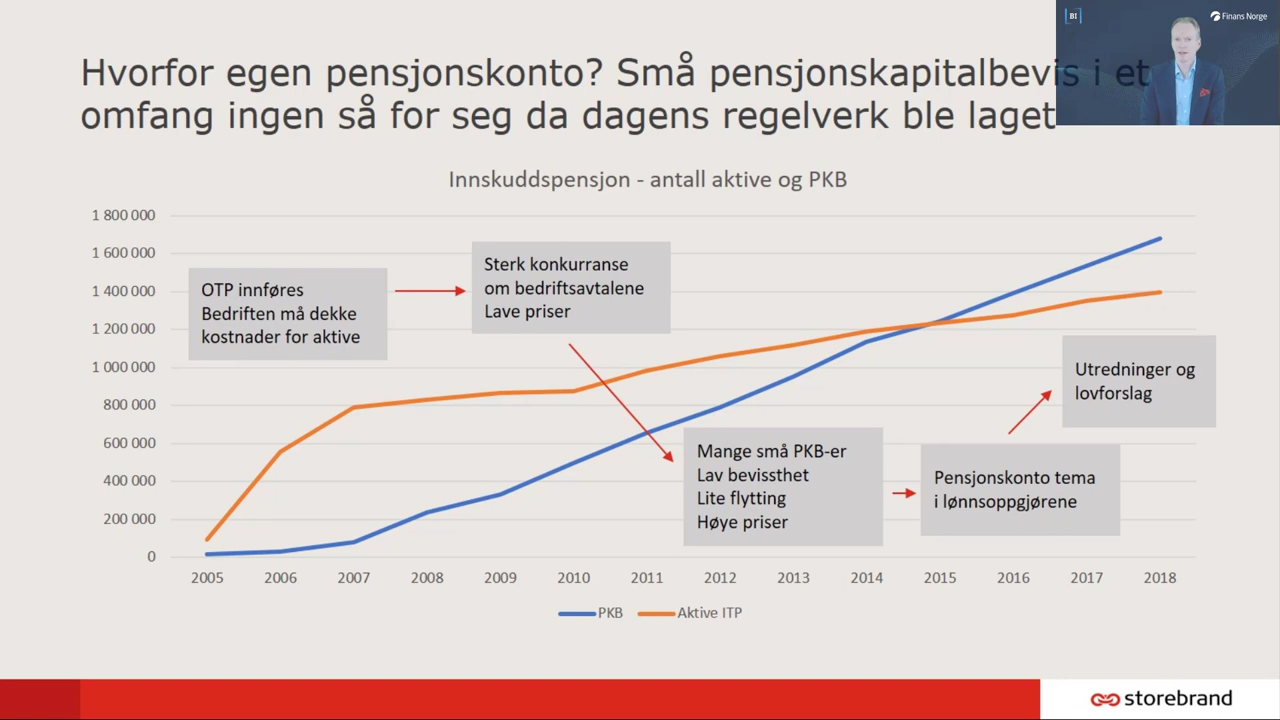 BI
Finans Norge
Hvorfor egen pensjonskonto? Små pensjonskapitalbevis i et
omfang ingen så for seg da dagens regelverk ble laget
Innskuddspensjon - antall aktive og PKB
1 800 000
1 600 000
1 400 000
1 200 000
1 000 000
800 000
600 000
400 000
200 000
0
OTP innføres
Bedriften må dekke
kostnader for aktive
Sterk konkurranse
om bedriftsavtalene
Lave priser
Mange små PKB-er
Lav bevissthet
Lite flytting
Høye priser
Pensjonskonto tema
i lønnsoppgjørene
Utredninger og
lovforslag
2005 2006 2007 2008 2009 2010 2011 2012 2013 2014 2015 2016 2017 2018
PKB Aktive ITP
storebrand